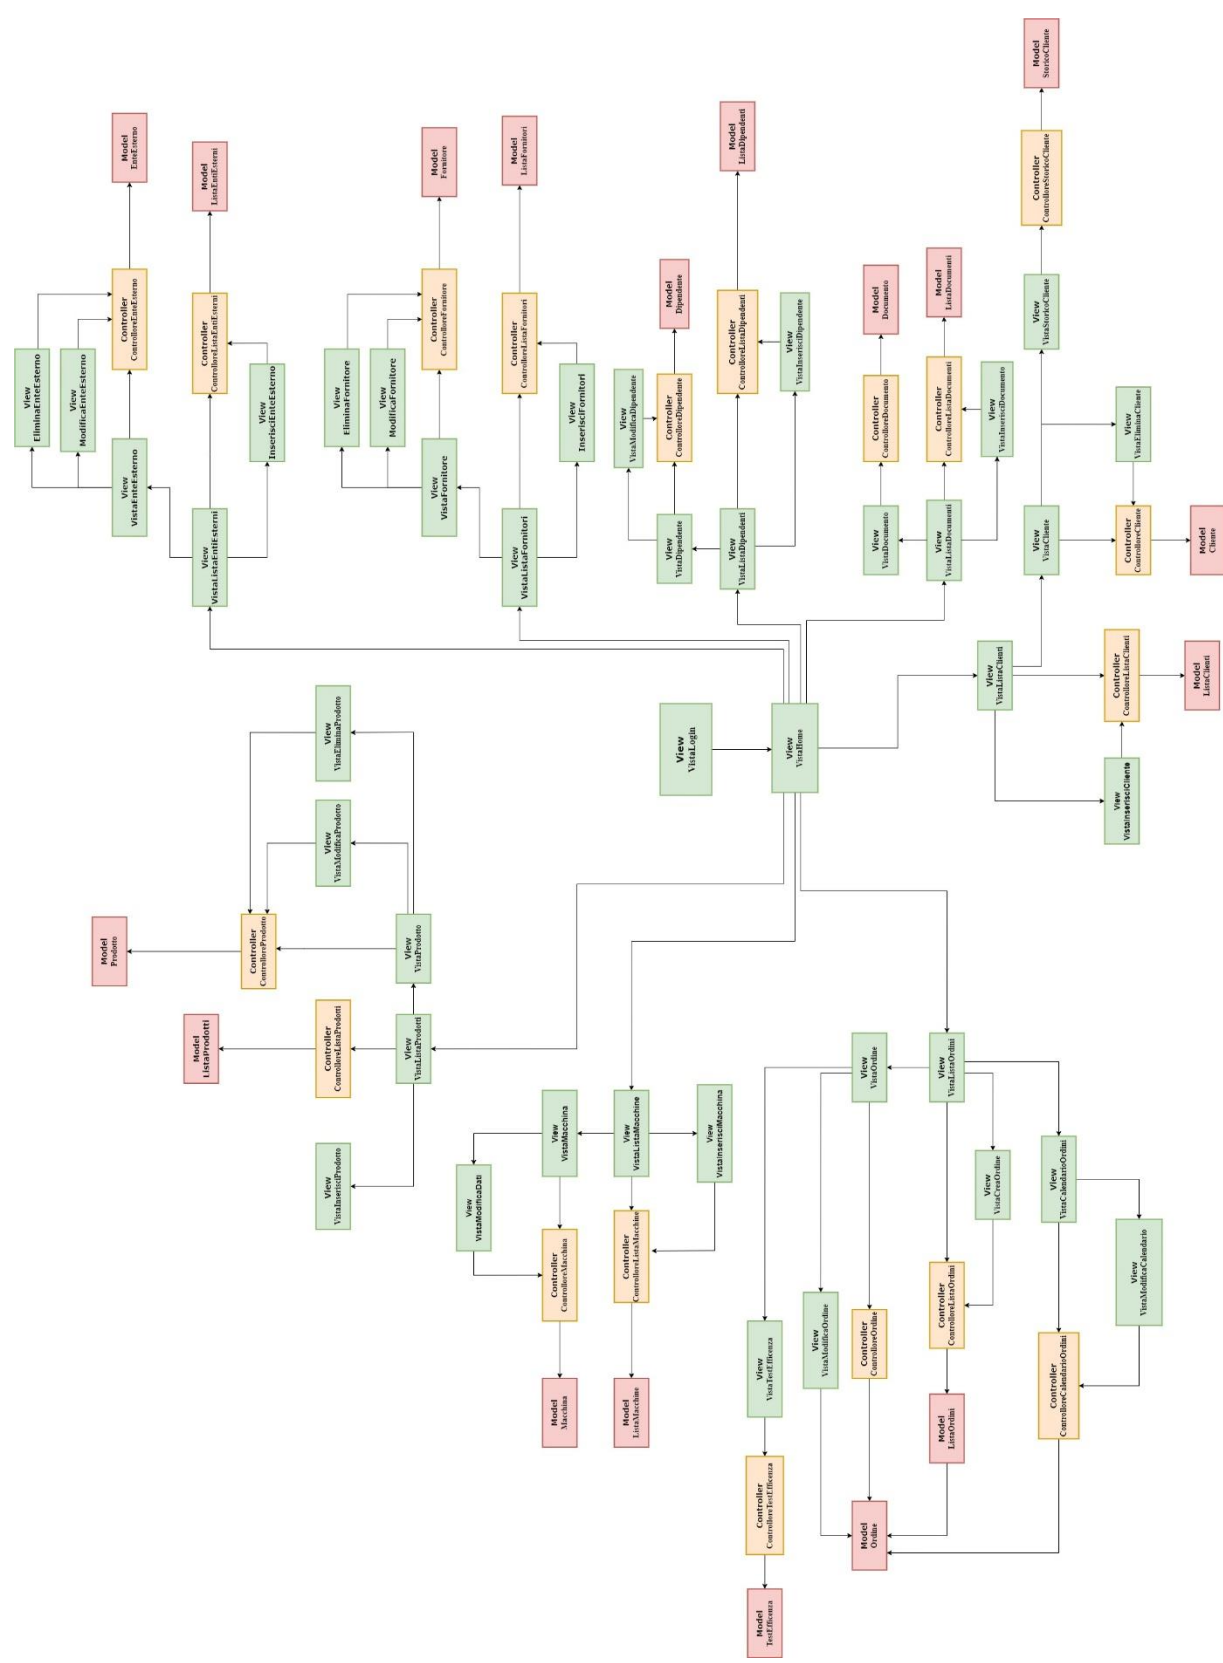 Model
StoricoCliente
Controller
ControlloreStoricoCliente
View
VistaStoricoCliente
View
VistaEliminaCliente
View
VistaCliente
Controller
ControlloreCliente
Model
Cliente
Model
EnteEsterno
Model
ListaEntiEsterni
Controller
ControlloreEnteEsterno
Controller
ControlloreListaEntiEsterni
View
EliminaEnteEsterno
View
ModificaEnteEsterno
View
InserisciEnteEsterno
View
VistaEnteEsterno
View
VistaListaEntiEsterni
Model
Fornitore
Model
ListaFornitori
Controller
ControlloreFornitore
Controller
ControlloreListaFornitori
View
EliminaFornitore
View
ModificaFornitore
View
InserisciFornitori
View
VistaFornitore
View
VistaListaFornitori
Model
ListaDipendenti
Model
Dipendente
Controller
ControlloreListaDipendenti
View
VistaInserisciDipendente
View
VistaModificaDipendente
Controller
ControlloreDipendente
View
VistaDipendente
View
VistaListaDipendenti
Model
Documento
Model
ListaDocumenti
Controller
ControlloreDocumento
Controller
ControlloreListaDocumenti
View
VistaInserisciDocumento
View
VistaDocumento
View
VistaListaDocumenti
View
VistaListaClienti
Controller
ControlloreListaClienti
Model
ListaClienti
View
VistaInserisciCliente
View
VistaLogin
View
VistaHome
View
VistaEliminaProdotto
View
VistaModificaProdotto
Model
Prodotto
Controller
ControlloreProdotto
View
VistaProdotto
Model
ListaProdotti
Controller
ControlloreListaProdotti
View
VistaListaProdotti
View
VistaInserisciProdotto
View
VistaMacchina
View
VistaListaMacchine
View
VistaInserisciMacchina
View
VistaModificaDati
Controller
ControlloreMacchina
Controller
ControlloreListaMacchine
Model
Macchina
Model
ListaMacchine
View
VistaOrdine
View
VistaListaOrdini
View
VistaCreaOrdine
View
VistaCalendarioOrdini
View
VistaModificaCalendario
View
VistaTestEfficenza
View
VistaModificaOrdine
Controller
ControlloreOrdine
Controller
ControlloreListaOrdini
Controller
ControlloreCalendarioOrdini
Model
ListaOrdini
Controller
ControlloreTestEfficenza
Model
Ordine
Model
TestEfficenza